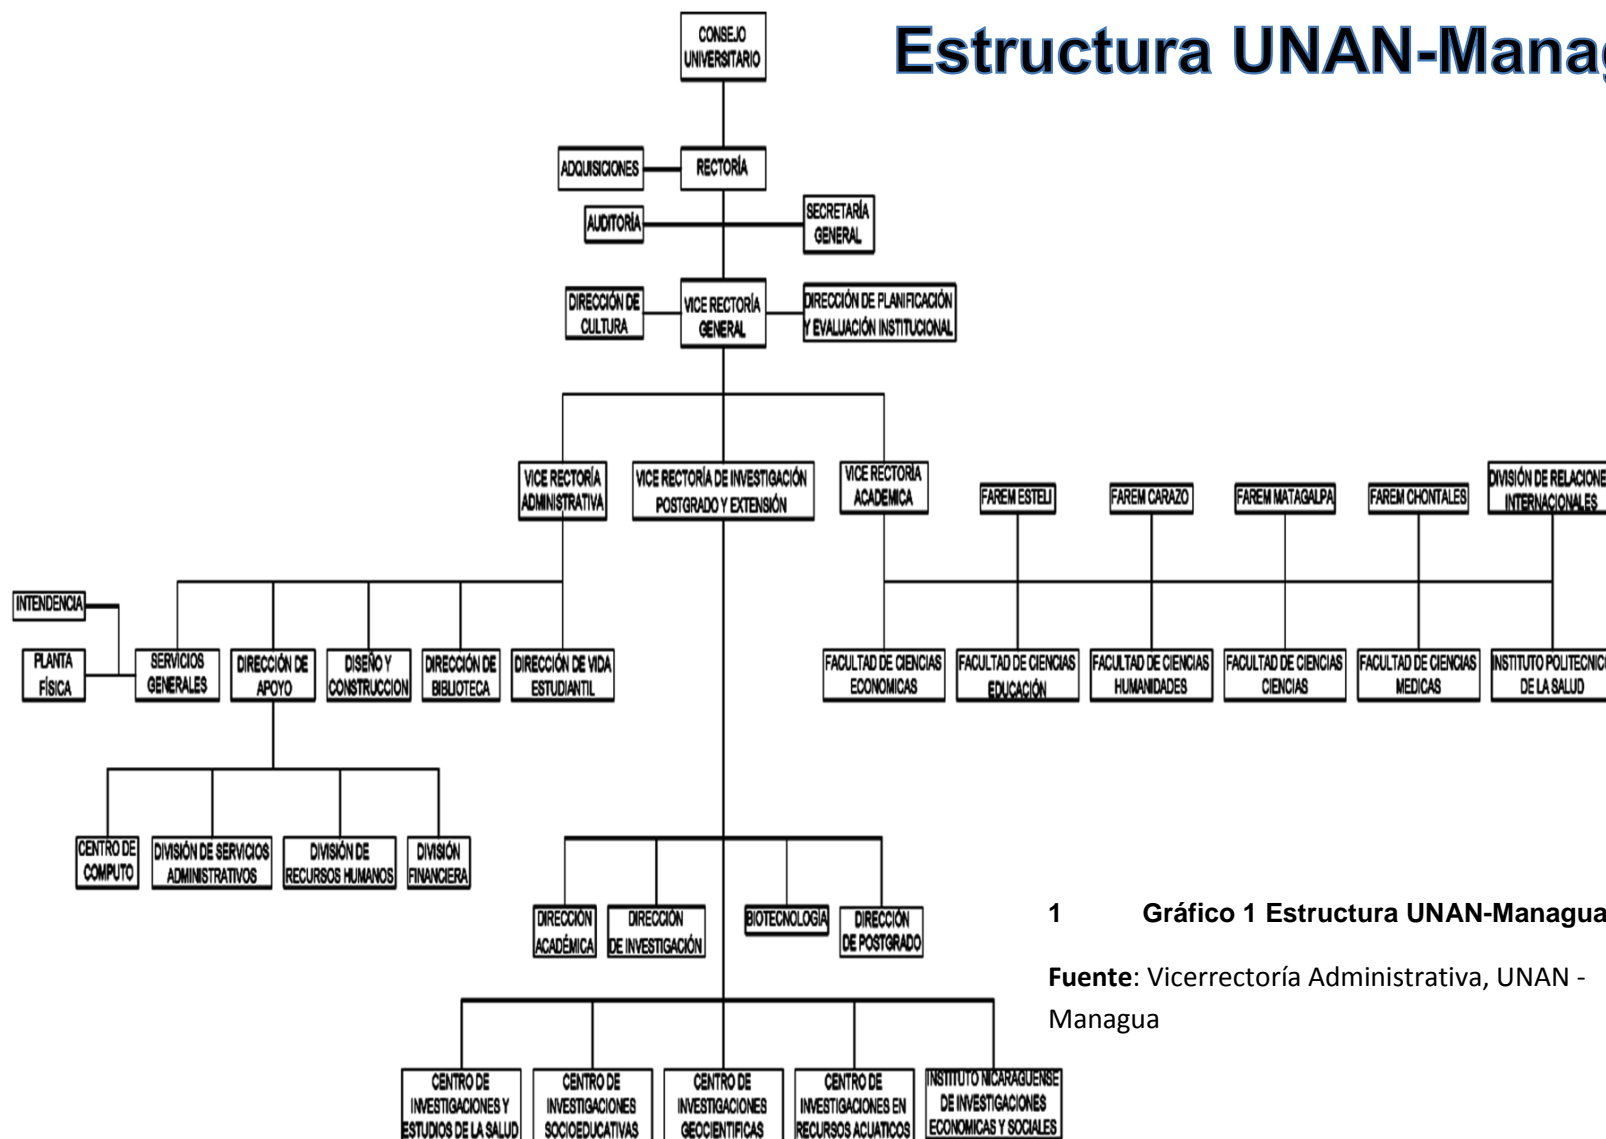 Estructura UNAN-Manag
CONSEJO
UNIVERSITARIO
ADQUISICIONES
RECTORÍA
AUDITORÍA
SECRETARÍA
GENERAL
DIRECCIÓN DE
CULTURA
VICE RECTORÍA
GENERAL
DIRECCIÓN DE PLANIFICACIÓN
Y EVALUACIÓN INSTITUCIONAL
VICE RECTORÍA
ADMINISTRATIVA
VICE RECTORÍA DE INVESTIGACIÓN
POSTGRADO Y EXTENSIÓN
VICE RECTORÍA
ACADEMICA
FAREM ESTELI
FAREM CARAZO
FAREM MATAGALPA
FAREM CHONTALES
DIVISIÓN DE RELACIONE
INTERNACIONALES
INTENDENCIA
PLANTA
FÍSICA
SERVICIOS
GENERALES
DIRECCIÓN DE
APOYO
DISEÑO Y
CONSTRUCCION
DIRECCIÓN DE
BIBLIOTECA
DIRECCIÓN DE VIDA
ESTUDIANTIL
FACULTAD DE CIENCIAS
ECONOMICAS
FACULTAD DE CIENCIAS
EDUCACIÓN
FACULTAD DE CIENCIAS
HUMANIDADES
FACULTAD DE CIENCIAS
CIENCIAS
FACULTAD DE CIENCIAS
MEDICAS
INSTITUTO POLITECNICO
DE LA SALUD
CENTRO DE
COMPUTO
DIVISIÓN DE SERVICIOS
ADMINISTRATIVOS
DIVISIÓN DE
RECURSOS HUMANOS
DIVISIÓN
FINANCIERA
DIRECCIÓN
ACADÉMICA
DIRECCIÓN
DE INVESTIGACIÓN
BIOTECNOLOGÍA
DIRECCIÓN
DE POSTGRADO
1 Gráfico 1 Estructura UNAN-Managua
Fuente: Vicerrectoría Administrativa, UNAN -
Managua
CENTRO DE
INVESTIGACIONES Y
ESTUDIOS DE LA SALUD
CENTRO DE
INVESTIGACIONES
SOCIOEDUCATIVAS
CENTRO DE
INVESTIGACIONES
GEOCIENTIFICAS
CENTRO DE
INVESTIGACIONES EN
RECURSOS ACUATICOS
INSTITUTO NICARAGUENSE
DE INVESTIGACIONES
ECONOMICAS Y SOCIALES